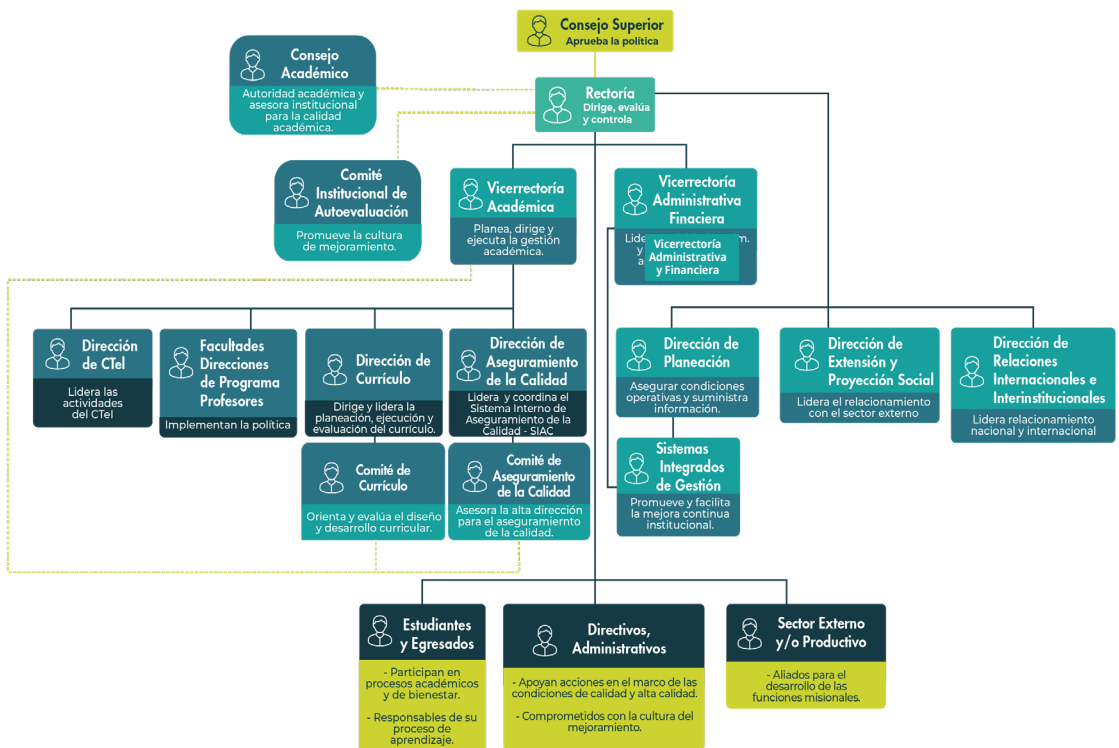 Consejo Superior
Aprueba la política
Consejo
Académico
Autoridad académica y
asesora institucional
para la calidad
académica.
Rectoría
Dirige, evalúa
y controla
Comité
Institucional de
Autoevaluación
Promueve la cultura
de mejoramiento.
Vicerrectoría
Académica
Planea, dirige y
ejecuta la gestión
académica.
Vicerrectoría
Administrativa
Finaciera
Vicerrectoría
Administrativa
y Financiera
Dirección
de CTeI
Lidera las
actividades
del CTeI
Facultades
Direcciones
de Programa
Profesores
Implementan la política
Dirección de
Currículo
Dirige y lidera la
planeación, ejecución y
evaluación del currículo.
Dirección de
Aseguramiento
de la Calidad
Lidera y coordina el
Sistema Interno de
Aseguramiento de la
Calidad - SIAC
Dirección de
Planeación
Asegurar condiciones
operativas y suministra
información.
Dirección de
Extensión y
Proyección Social
Lidera el relacionamiento
con el sector externo
Dirección de
Relaciones
Internacionales e
Interinstitucionales
Lidera relacionamiento
nacional y internacional
Comité de
Currículo
Orienta y evalúa el diseño
y desarrollo curricular.
Comité de
Aseguramiento
de la Calidad
Asesora la alta dirección
para el aseguramiernto
de la calidad.
Sistemas
Integrados
de Gestión
Promueve y facilita
la mejora continua
institucional.
Estudiantes
y Egresados
- Participan en
procesos académicos
y de bienestar.
- Responsables de su
proceso de
aprendizaje.
Directivos,
Administrativos
- Apoyan acciones en el marco de las
condiciones de calidad y alta calidad.
- Comprometidos con la cultura del
mejoramiento.
Sector Externo
y/o Productivo
- Aliados para el
desarrollo de las
funciones misionales.